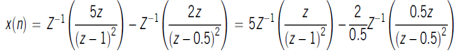 x(n) = Z⁻¹(5z/(z – 1)²) – Z⁻¹(2z/(z – 0.5)²) = 5Z⁻¹(z/(z – 1)²) – 2/0.5 Z⁻¹(0.5z/(z – 0.5)²)